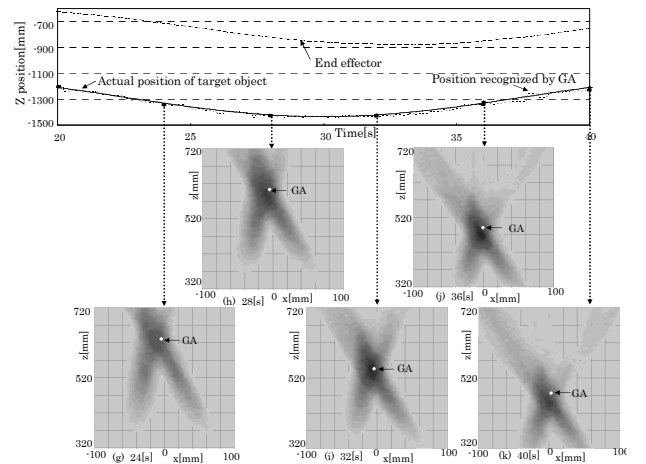 Z position[mm]
-700
-900
-1100
-1300
-1500
End effector
Actual position of target object
Position recognized by GA
20
25
30
35
40
Time[s]
720
520
320
z[mm]
GA
-100
0
100
(h) 28[s]
x[mm]
720
520
320
z[mm]
GA
-100
0
100
(j) 36[s]
x[mm]
720
520
320
z[mm]
GA
-100
0
100
(g) 24[s]
x[mm]
720
520
320
z[mm]
GA
-100
0
100
(i) 32[s]
x[mm]
720
520
320
z[mm]
GA
-100
0
(k) 40[s]
x[mm]